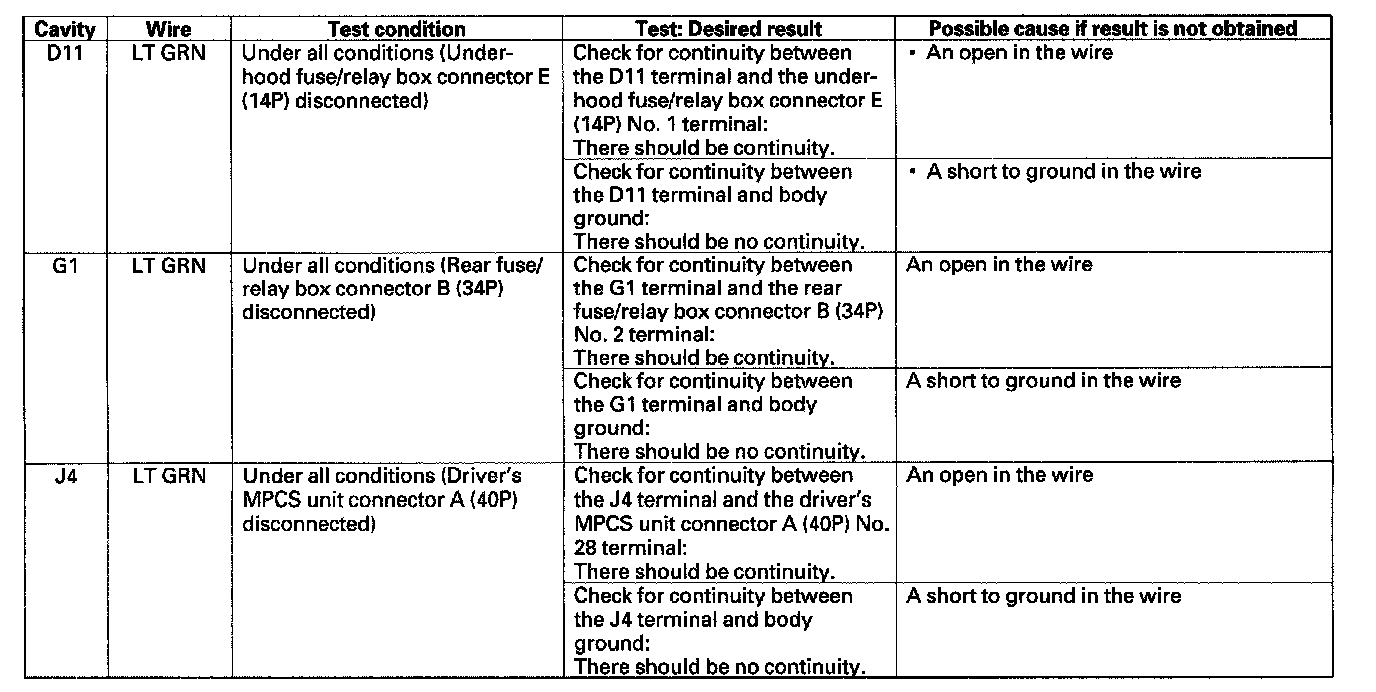 Cavity Wire Test condition Test: Desired result Possible cause if result is not obtained
D11 LT GRN Under all conditions (Under-
hood fuse/relay box connector E
(14P) disconnected)
Check for continuity between
the D11 terminal and the under-
hood fuse/relay box connector E
(14P) No. 1 terminal:
There should be continuity.
• An open in the wire
Check for continuity between
the D11 terminal and body
ground:
There should be no continuity.
• A short to ground in the wire
G1 LT GRN Under all conditions (Rear fuse/
relay box connector B (34P)
disconnected)
Check for continuity between
the G1 terminal and the rear
fuse/relay box connector B (34P)
No. 2 terminal:
There should be continuity.
An open in the wire
Check for continuity between
the G1 terminal and body
ground:
There should be no continuity.
A short to ground in the wire
J4 LT GRN Under all conditions (Driver's
MPCS unit connector A (40P)
disconnected)
Check for continuity between
the J4 terminal and the driver's
MPCS unit connector A (40P) No.
28 terminal:
There should be continuity.
An open in the wire
Check for continuity between
the J4 terminal and body
ground:
There should be no continuity.
A short to ground in the wire